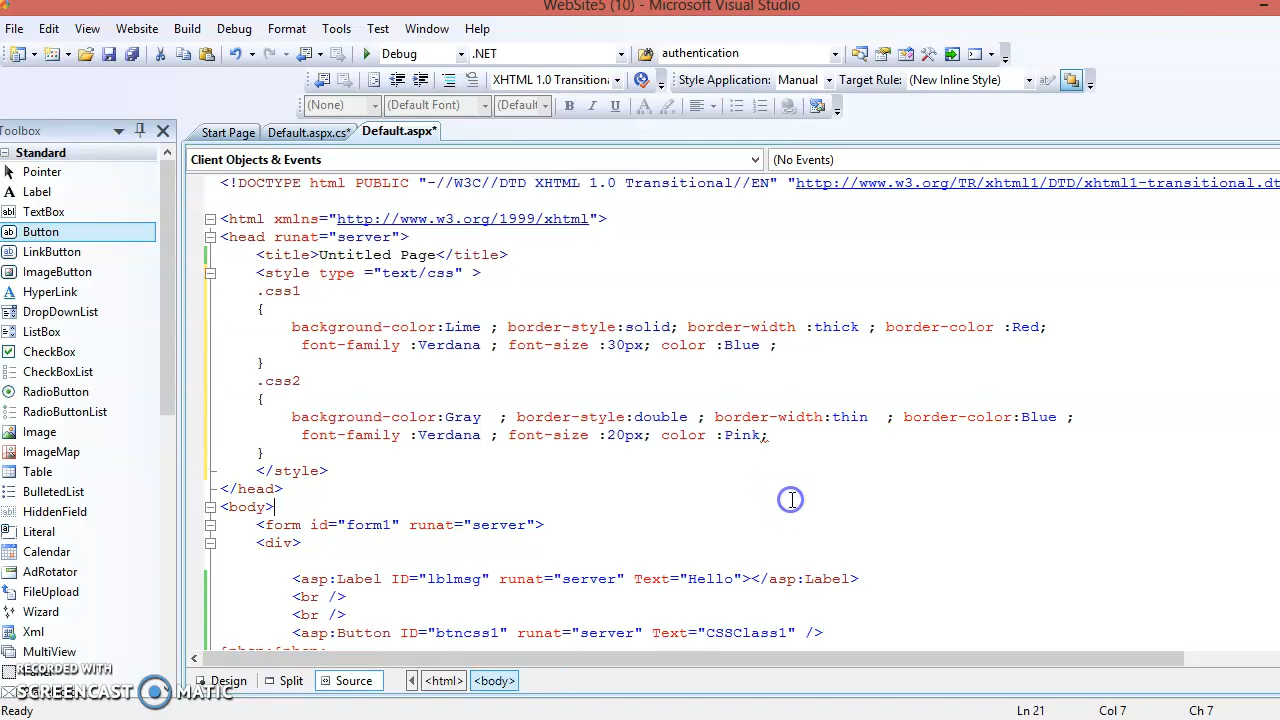 WebSite5 (10) - Microsoft Visual Studio
File Edit View Website Build Debug Format Tools Test Window Help
Debug .NET authentication
XHTML 1.0 Transition Style Application: Manual Target Rule: (New Inline Style)
(None) (Default Font) (Default B I U A
Toolbox
Start Page Default.aspx.cs* Default.aspx*
Standard
Client Objects & Events (No Events)
Pointer
Label
TextBox
Button
LinkButton
ImageButton
HyperLink
DropDownList
ListBox
CheckBox
CheckBoxList
RadioButton
RadioButtonList
Image
ImageMap
Table
BulletedList
HiddenField
Literal
Calendar
AdRotator
FileUpload
Wizard
Xml
MultiView
<!DOCTYPE html PUBLIC "-//W3C//DTD XHTML 1.0 Transitional//EN" "http://www.w3.org/TR/xhtml1/DTD/xhtml1-transitional.dt
<html xmlns="http://www.w3.org/1999/xhtml">
<head runat="server">
<title>Untitled Page</title>
<style type ="text/css" >
.css1
{
background-color:Lime ; border-style:solid; border-width :thick ; border-color :Red;
font-family :Verdana ; font-size :30px; color :Blue ;
}
.css2
{
background-color:Gray ; border-style:double ; border-width:thin ; border-color:Blue ;
font-family :Verdana ; font-size :20px; color :Pink;
}
</style>
</head>
<body>
<form id="form1" runat="server">
<div>
<asp:Label ID="lblmsg" runat="server" Text="Hello"></asp:Label>
<br />
<br />
<asp:Button ID="btncss1" runat="server" Text="CSSClass1" />
RECORDED WITH
SCREENCAST MATIC
Design Split Source <html> <body>
Ready Ln 21 Col 7 Ch 7